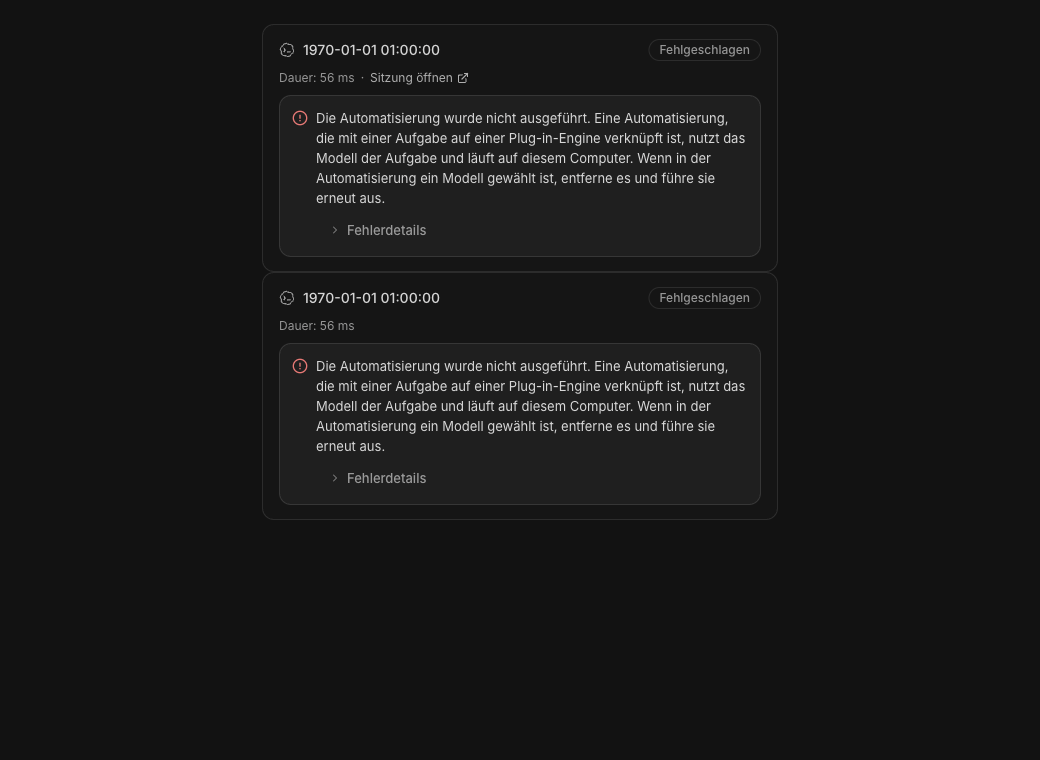 1970-01-01 01:00:00
Fehlgeschlagen
Dauer: 56 ms · Sitzung öffnen
Die Automatisierung wurde nicht ausgeführt. Eine Automatisierung,
die mit einer Aufgabe auf einer Plug-in-Engine verknüpft ist, nutzt das
Modell der Aufgabe und läuft auf diesem Computer. Wenn in der
Automatisierung ein Modell gewählt ist, entferne es und führe sie
erneut aus.
Fehlerdetails
1970-01-01 01:00:00
Fehlgeschlagen
Dauer: 56 ms
Die Automatisierung wurde nicht ausgeführt. Eine Automatisierung,
die mit einer Aufgabe auf einer Plug-in-Engine verknüpft ist, nutzt das
Modell der Aufgabe und läuft auf diesem Computer. Wenn in der
Automatisierung ein Modell gewählt ist, entferne es und führe sie
erneut aus.
Fehlerdetails